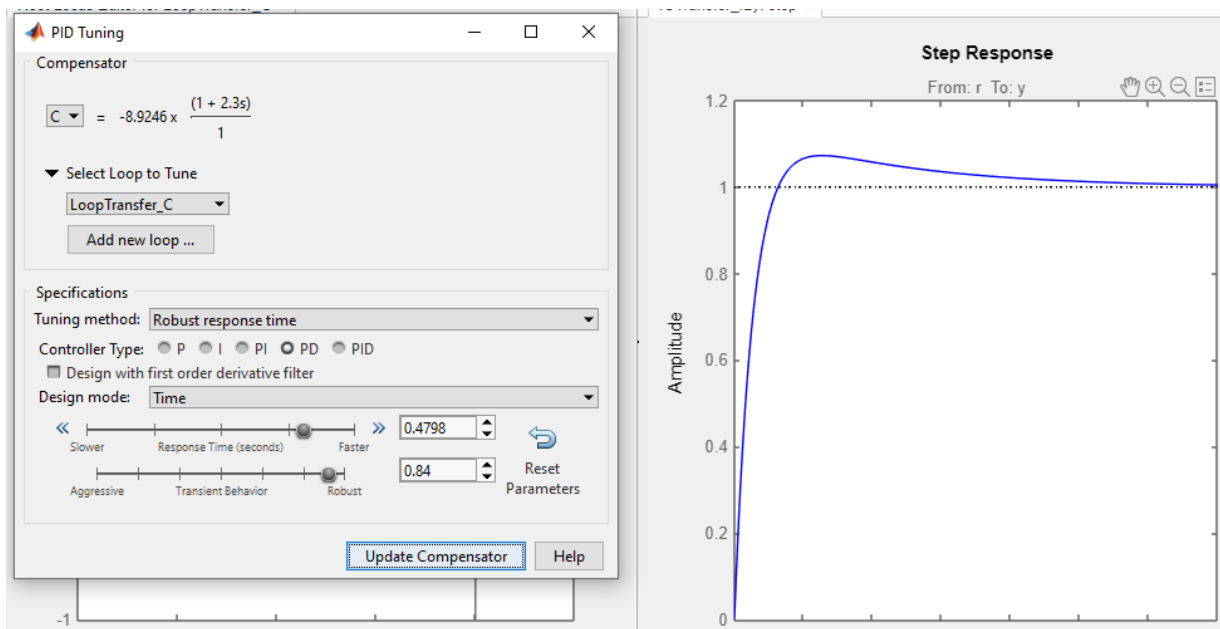 PID Tuning
Compensator
C = -8.9246 x (1 + 2.3s)
1
Select Loop to Tune
LoopTransfer_C
Add new loop ...
Specifications
Tuning method: Robust response time
Controller Type: P I PI PD PID
Design with first order derivative filter
Design mode: Time
Slower Response Time (seconds) Faster
0.4798
Aggressive Transient Behavior Robust
0.84
Reset
Parameters
Update Compensator Help
-1
Step Response
From: r To: y
Amplitude
1.2
1
0.8
0.6
0.4
0.2
0